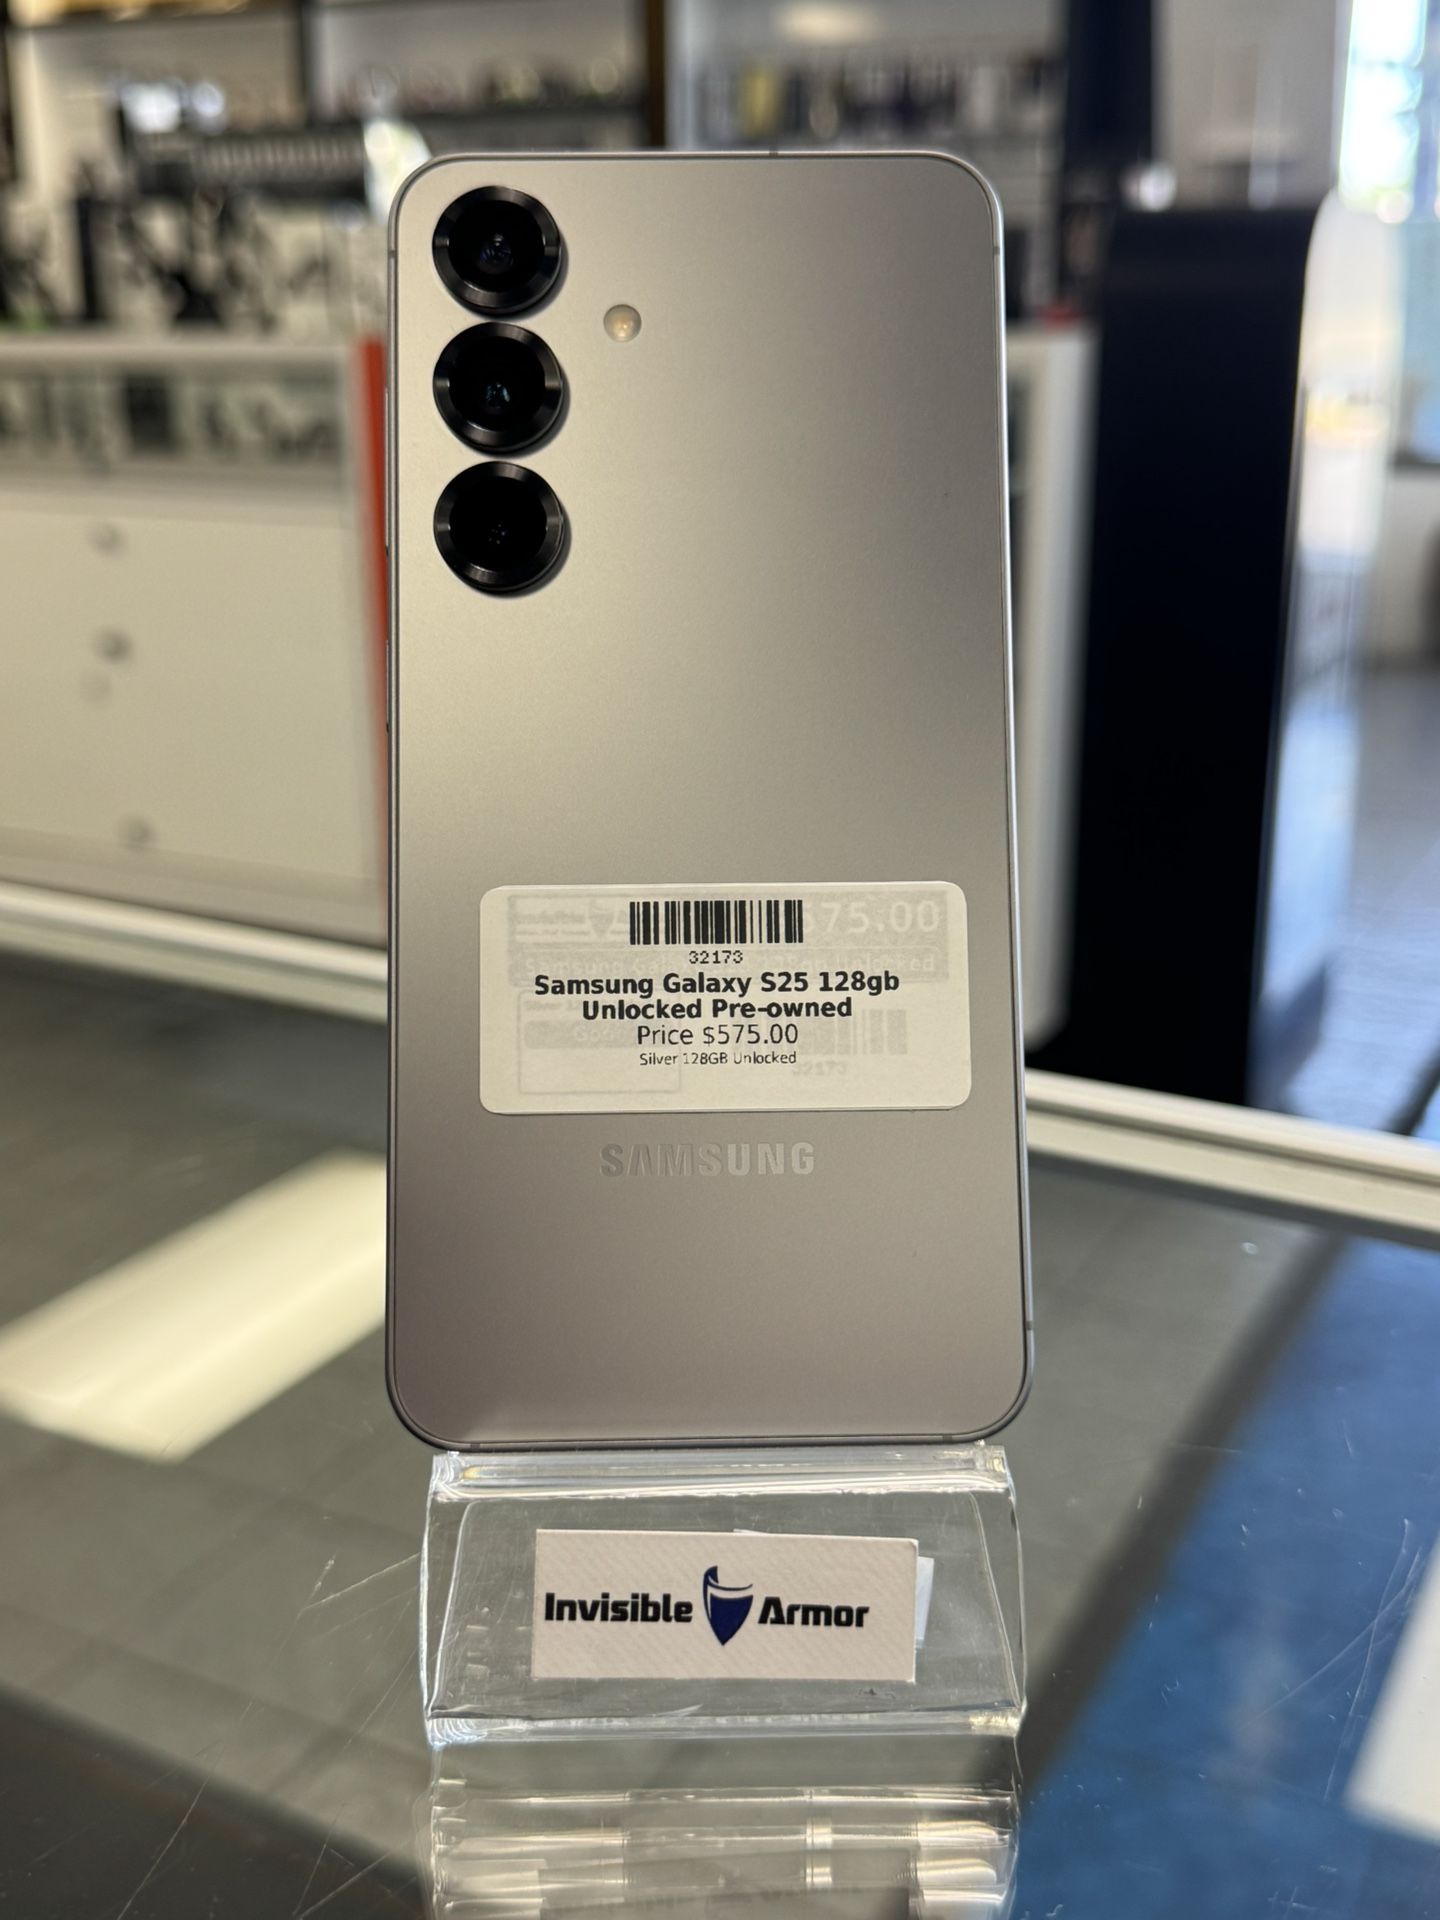 32173
Samsung Galaxy S25 128gb
Unlocked Pre-owned
Price $575.00
Silver 128GB Unlocked
SAMSUNG
Invisible Armor